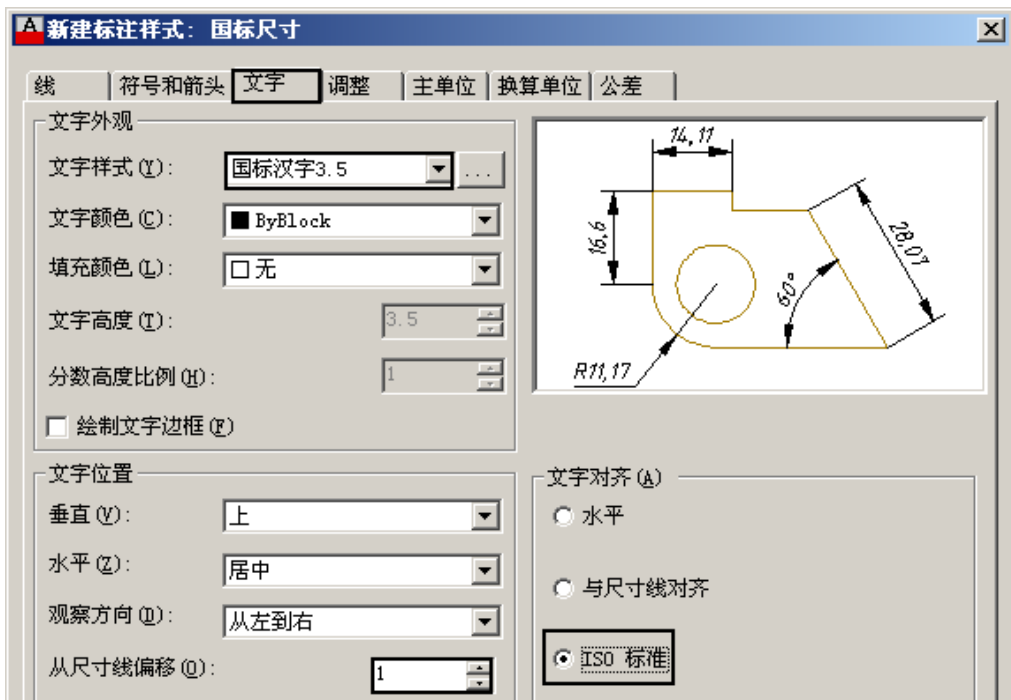 A 新建标注样式: 国标尺寸
线 符号和箭头 文字 调整 主单位 换算单位 公差
文字外观
文字样式(Y): 国标汉字3.5 ...
文字颜色(C): ByBlock
填充颜色(L): 无
文字高度(T): 3.5
分数高度比例(H): 1
绘制文字边框(F)
14,11
16,6
28,07
60°
R11,17
文字位置
垂直(V): 上
水平(Z): 居中
观察方向(D): 从左到右
从尺寸线偏移(O): 1
文字对齐(A)
水平
与尺寸线对齐
ISO 标准